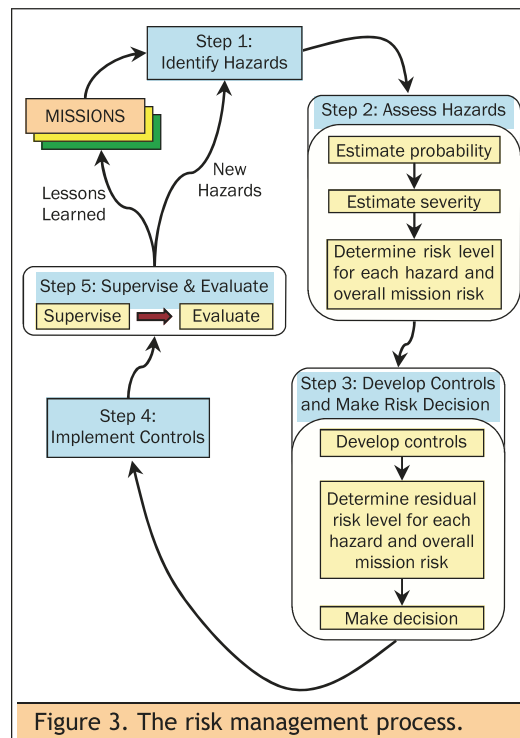 Step 1:
Identify Hazards
MISSIONS
Step 2: Assess Hazards
Estimate probability
Estimate severity
Determine risk level
for each hazard and
overall mission risk
Lessons
Learned
New
Hazards
Step 5: Supervise & Evaluate
Supervise
Evaluate
Step 3: Develop Controls
and Make Risk Decision
Develop controls
Determine residual
risk level for each
hazard and overall
mission risk
Make decision
Step 4:
Implement Controls
Figure 3. The risk management process.